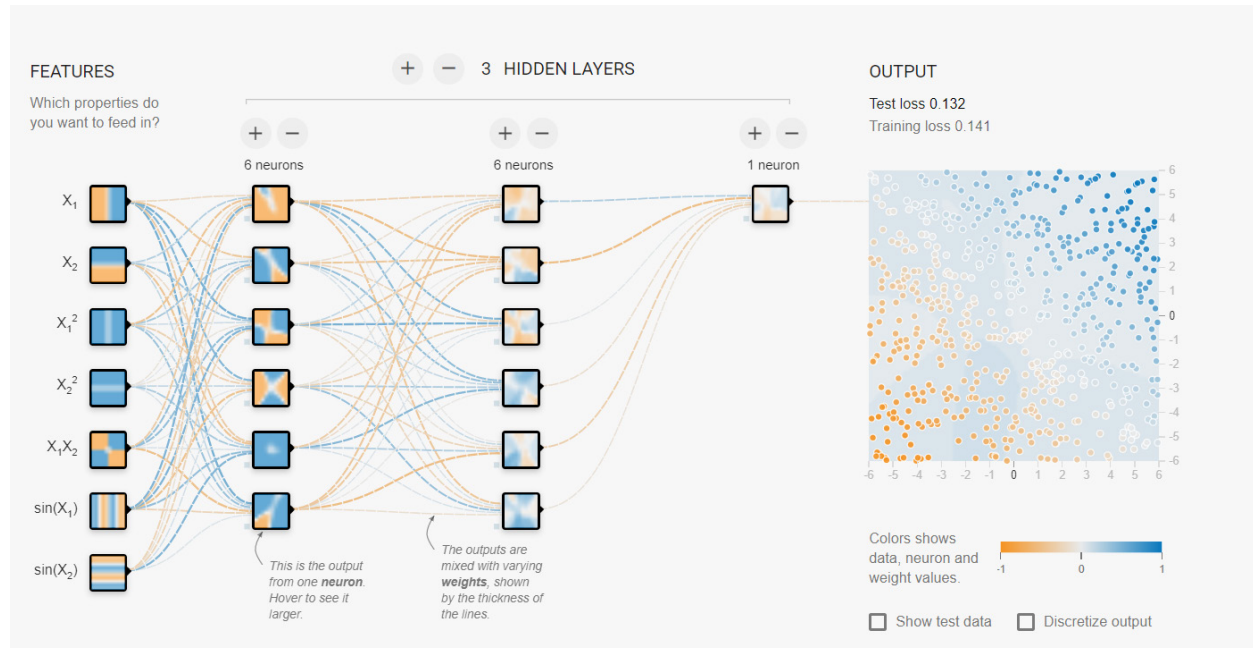 FEATURES
Which properties do
you want to feed in?
+ − 3 HIDDEN LAYERS
+ −
6 neurons
+ −
6 neurons
+ −
1 neuron
OUTPUT
Test loss 0.132
Training loss 0.141
X₁
X₂
X₁²
X₂²
X₁X₂
sin(X₁)
sin(X₂)
This is the output
from one neuron.
Hover to see it
larger.
The outputs are
mixed with varying
weights, shown
by the thickness of
the lines.
6
5
4
3
2
1
0
-1
-2
-3
-4
-5
-6
-6 -5 -4 -3 -2 -1 0 1 2 3 4 5 6
Colors shows
data, neuron and
weight values.
-1 0 1
Show test data
Discretize output